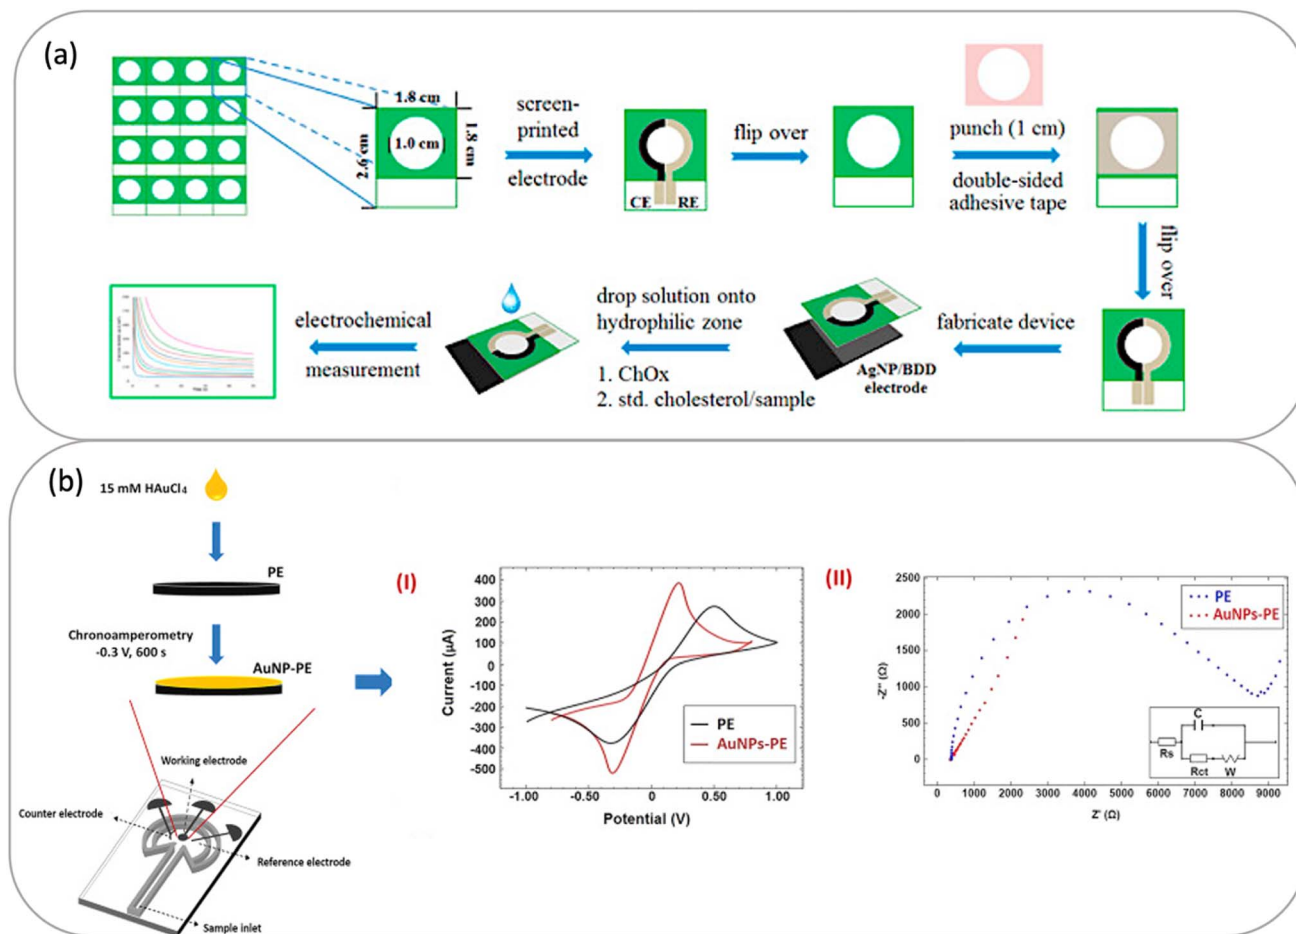 (a)
1.8 cm
1.0 cm
2.6 cm
1.8 cm
screen-
printed
electrode
CE
RE
flip over
punch (1 cm)
double-sided
adhesive tape
flip over
electrochemical
measurement
drop solution onto
hydrophilic zone
1. ChOx
2. std. cholesterol/sample
AgNP/BDD
electrode
fabricate device
(b)
15 mM HAuCl₄
PE
Chronoamperometry
-0.3 V, 600 s
AuNP-PE
Working electrode
Counter electrode
Reference electrode
Sample inlet
(I)
400
300
200
100
0
-100
-200
-300
-400
-500
Current (µA)
PE
AuNPs-PE
-1.00
-0.50
0
0.50
1.00
Potential (V)
(II)
2500
2000
1500
1000
500
0
-Z'' (Ω)
PE
AuNPs-PE
C
Rs
Rct
W
0
1000
2000
3000
4000
5000
6000
7000
8000
9000
Z' (Ω)